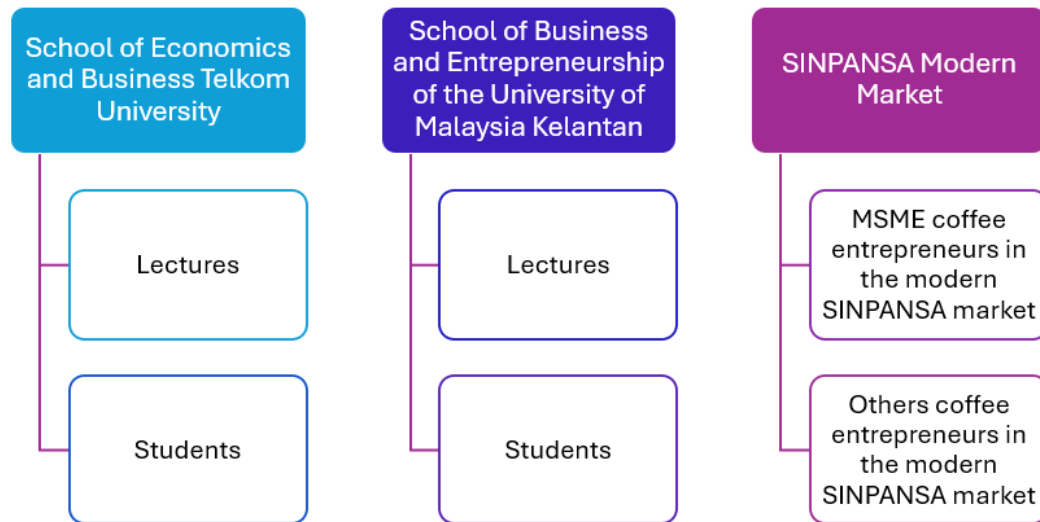 School of Economics
and Business Telkom
University
Lectures
Students
School of Business
and Entrepreneurship
of the University of
Malaysia Kelantan
Lectures
Students
SINPANSA Modern
Market
MSME coffee
entrepreneurs in
the modern
SINPANSA market
Others coffee
entrepreneurs in
the modern
SINPANSA market